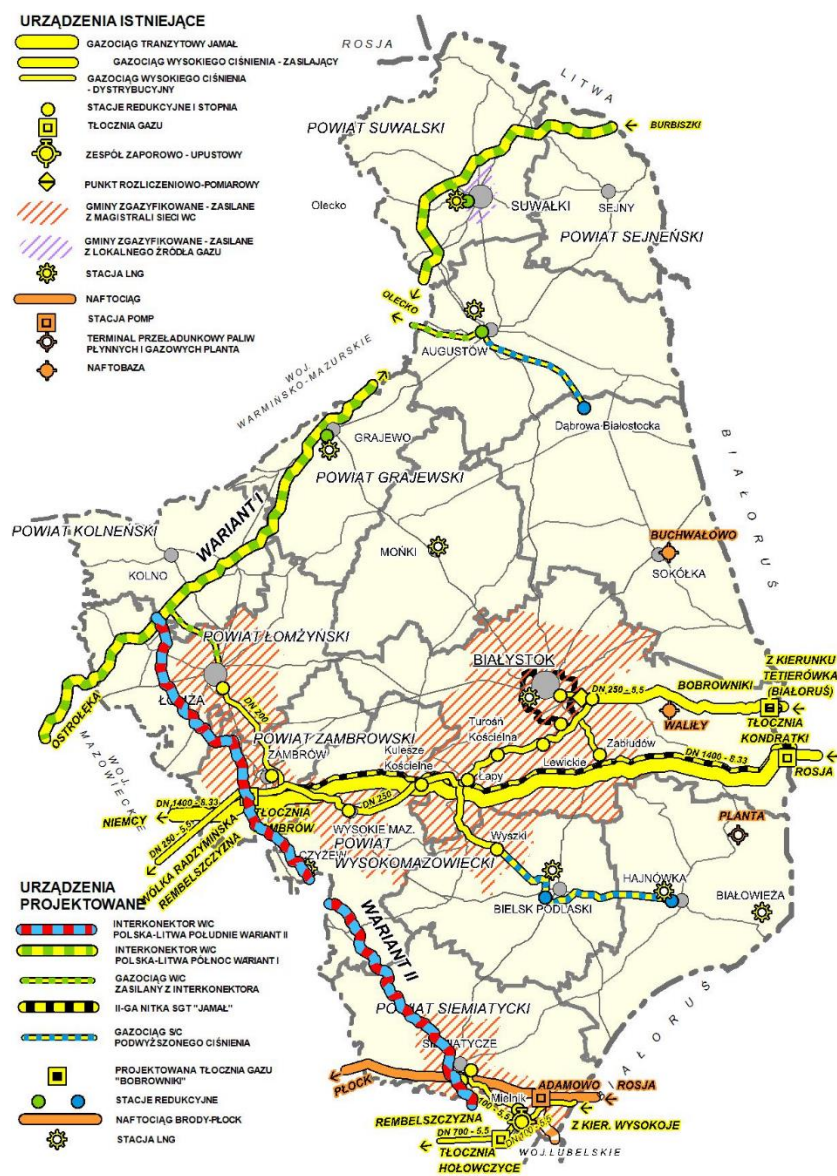 URZĄDZENIA ISTNIEJĄCE
GAZOCIĄG TRANZYTOWY JAMAŁ
GAZOCIĄG WYSOKIEGO CIŚNIENIA - ZASILAJĄCY
GAZOCIĄG WYSOKIEGO CIŚNIENIA
- DYSTRYBUCYJNY
STACJE REDUKCYJNE I STOPNIA
TŁOCZNIA GAZU
ZESPÓŁ ZAPOROWO - UPUSTOWY
PUNKT ROZLICZENIOWO-POMIAROWY
GMINY ZGAZYFIKOWANE - ZASILANE
Z MAGISTRALI SIECI WC
GMINY ZGAZYFIKOWANE - ZASILANE
Z LOKALNEGO ŹRÓDŁA GAZU
STACJA LNG
NAFTOCIĄG
STACJA POMP
TERMINAL PRZEŁADUNKOWY PALIW
PŁYNNYCH I GAZOWYCH PLANTA
NAFTOBAZA
ROSJA
LITWA
POWIAT SUWALSKI
BURBISZKI
Olecko
SUWAŁKI
SEJNY
POWIAT SEJNEŃSKI
OLECKO
AUGUSTÓW
WOJ.
WARMIŃSKO-MAZURSKIE
Dąbrowa-Białostocka
GRAJEWO
POWIAT GRAJEWSKI
BIAŁORUŚ
POWIAT KOLNEŃSKI
WARIANT I
KOLNO
MOŃKI
BUCHWAŁOWO
SOKÓŁKA
POWIAT ŁOMŻYŃSKI
BIAŁYSTOK
Z KIERUNKU
TETIERÓWKA
(BIAŁORUŚ)
DN 250 - 5.5
BOBROWNIKI
ŁOMŻA
DN 200
OSTROŁĘKA
WALIŁY
TŁOCZNIA
KONDRATKI
Turośń
Kościelna
POWIAT ZAMBROWSKI
ZAMBRÓW
Kulesze
Kościelne
Lewickie
Zabłudów
DN 1400 - 8.33
ROSJA
WOJ.
MAZOWIECKIE
Łapy
DN 1400 - 8.33
NIEMCY
TŁOCZNIA
ZAMBRÓW
DN 250
DN 250 - 5.5
WÓLKA RADZYMIŃSKA
REMBELSZCZYZNA
WYSOKIE MAZ.
POWIAT
WYSOKOMAZOWIECKI
CZYŻEW
Wyszki
PLANTA
HAJNÓWKA
BIELSK PODLASKI
BIAŁOWIEŻA
URZĄDZENIA
PROJEKTOWANE
INTERKONEKTOR W/C
POLSKA-LITWA POŁUDNIE WARIANT II
INTERKONEKTOR W/C
POLSKA-LITWA PÓŁNOC WARIANT I
GAZOCIĄG W/C
ZASILANY Z INTERKONEKTORA
II-GA NITKA SGT "JAMAŁ"
GAZOCIĄG S/C
PODWYŻSZONEGO CIŚNIENIA
PROJEKTOWANA TŁOCZNIA GAZU
"BOBROWNIKI"
STACJE REDUKCYJNE
NAFTOCIĄG BRODY-PŁOCK
STACJA LNG
WARIANT II
BIAŁORUŚ
POWIAT SIEMIATYCKI
SIEMIATYCZE
PŁOCK
Mielnik
ADAMOWO
ROSJA
REMBELSZCZYZNA
Z KIER. WYSOKOJE
DN 700 - 5.5
TŁOCZNIA
HOŁOWCZYCE
WOJ.LUBELSKIE